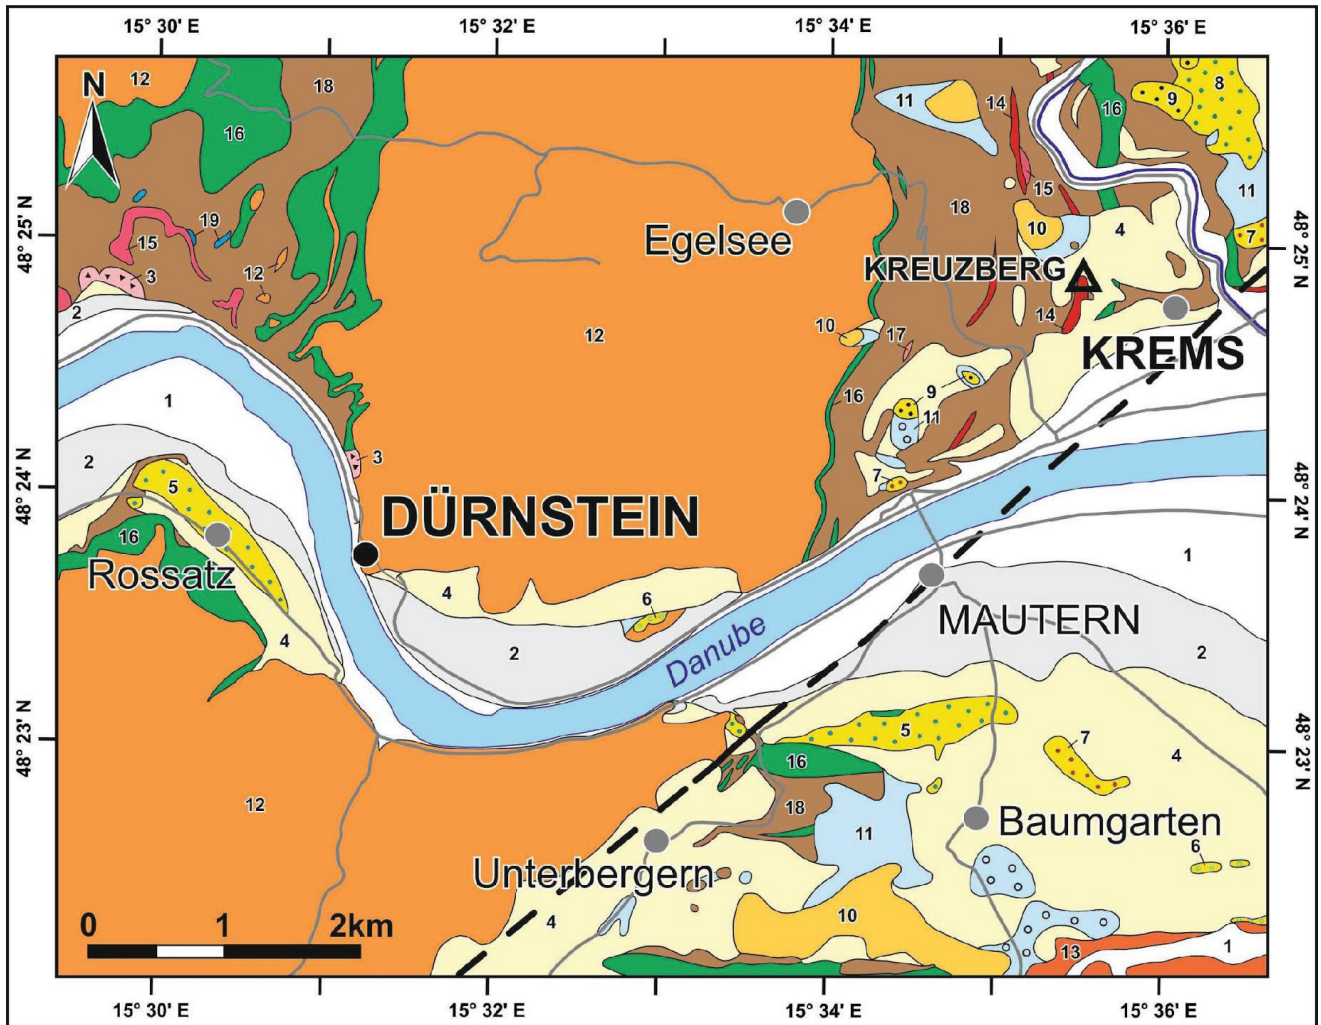 15° 30' E
15° 32' E
15° 34' E
15° 36' E
12
18
16
N
11
14
16
9
8
15
11
48° 25' N
19
15
Egelsee
18
10
4
7
48° 25' N
12
3
KREUZBERG
2
12
10
17
14
KREMS
1
16
9
11
2
3
7
48° 24' N
5
DÜRNSTEIN
48° 24' N
16
Rossatz
1
4
6
4
MAUTERN
2
Danube
2
48° 23' N
5
7
4
48° 23' N
16
12
18
11
Baumgarten
6
Unterbergern
0 1 2km
4
10
13
1
15° 30' E
15° 32' E
15° 34' E
15° 36' E